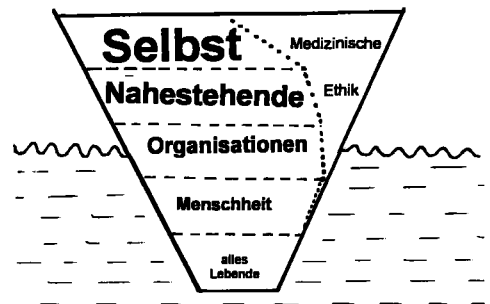 Selbst
Medizinische
Ethik
Nahestehende
Organisationen
Menschheit
alles
Lebende